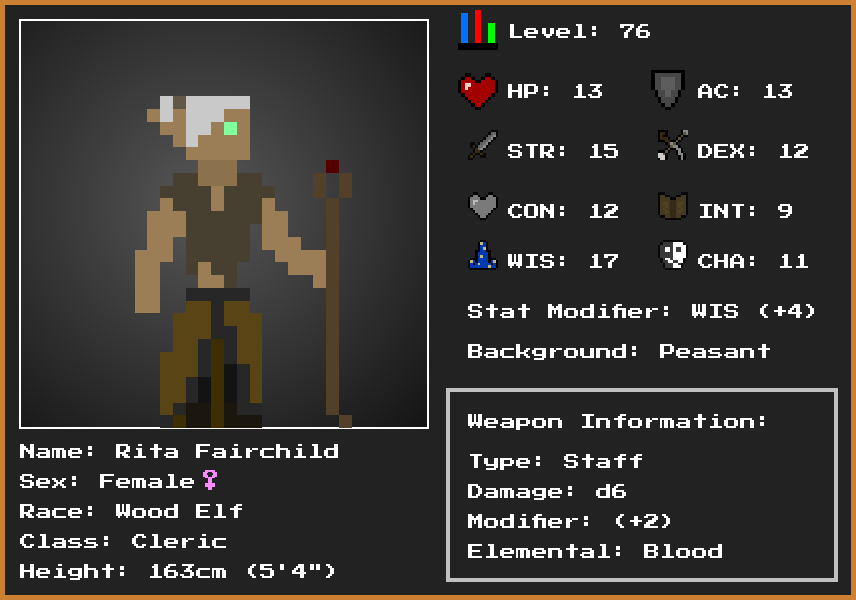 Level: 76
HP: 13
AC: 13
STR: 15
DEX: 12
CON: 12
INT: 9
WIS: 17
CHA: 11
Stat Modifier: WIS (+4)
Background: Peasant
Weapon Information:
Type: Staff
Damage: d6
Modifier: (+2)
Elemental: Blood
Name: Rita Fairchild
Sex: Female♀
Race: Wood Elf
Class: Cleric
Height: 163cm (5'4")